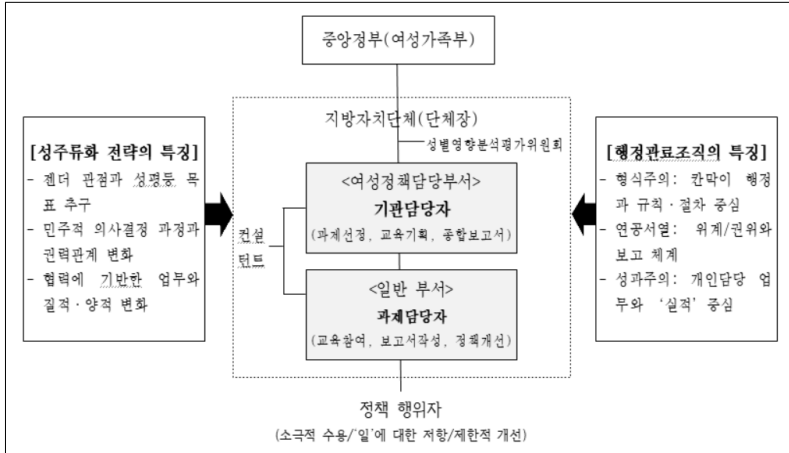 중앙정부(여성가족부)
지방자치단체(단체장)
성별영향분석평가위원회
[성주류화 전략의 특징]
- 젠더 관점과 성평등 목
표 추구
- 민주적 의사결정 과정과
권력관계 변화
- 협력에 기반한 업무와
질적·양적 변화
컨설
턴트
<여성정책담당부서>
기관담당자
(과제선정, 교육기획, 종합보고서)
<일반 부서>
과제담당자
(교육참여, 보고서작성, 정책개선)
[행정관료조직의 특징]
- 형식주의: 칸막이 행정
과 규칙·절차 중심
- 연공서열: 위계/권위와
보고 체계
- 성과주의: 개인담당 업
무와 ‘실적’ 중심
정책 행위자
(소극적 수용/‘일’에 대한 저항/제한적 개선)